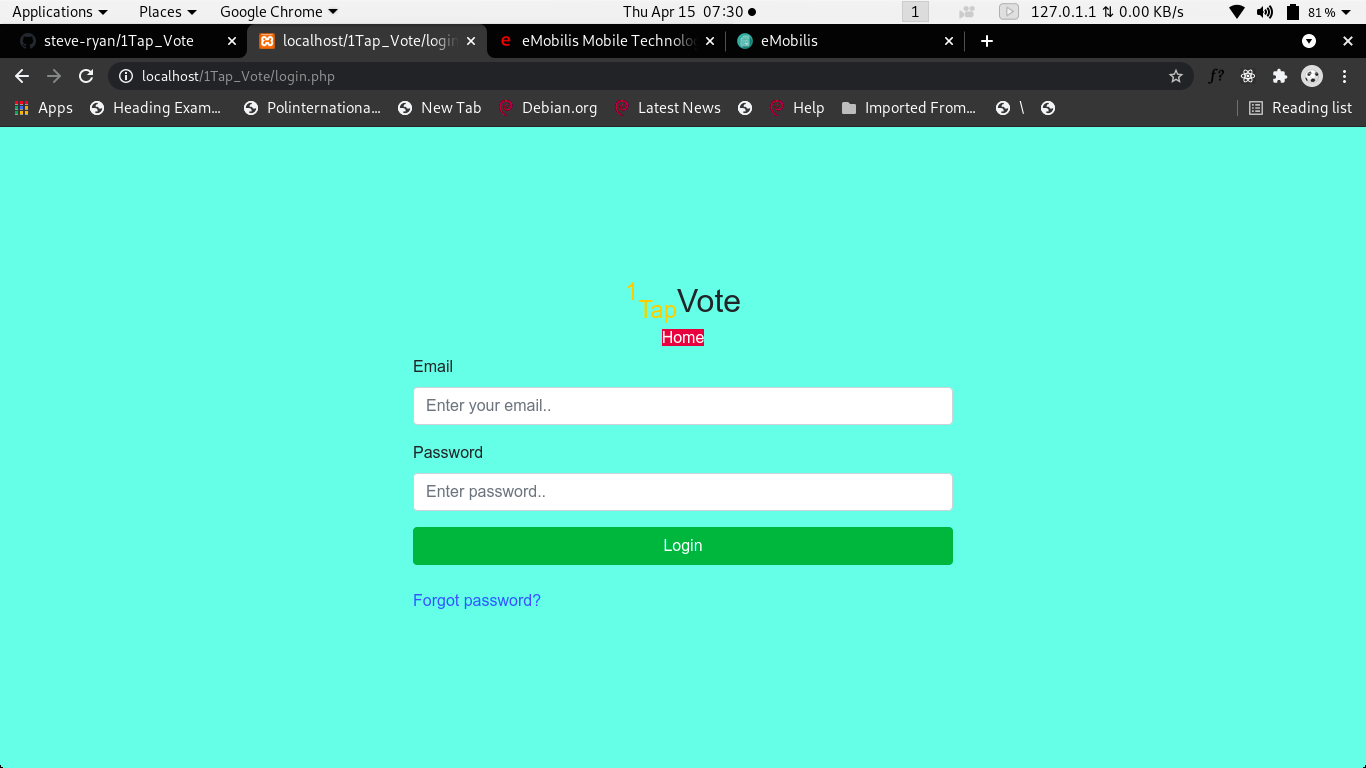 Applications Places Google Chrome Thu Apr 15 07:30 1 127.0.1.1 ⇅ 0.00 KB/s 81 %
steve-ryan/1Tap_Vote localhost/1Tap_Vote/login eMobilis Mobile Technolo eMobilis
localhost/1Tap_Vote/login.php f?
Apps Heading Exam... Polinternationa... New Tab Debian.org Latest News Help Imported From... \ Reading list
1TapVote
Home
Email
Enter your email..
Password
Enter password..
Login
Forgot password?